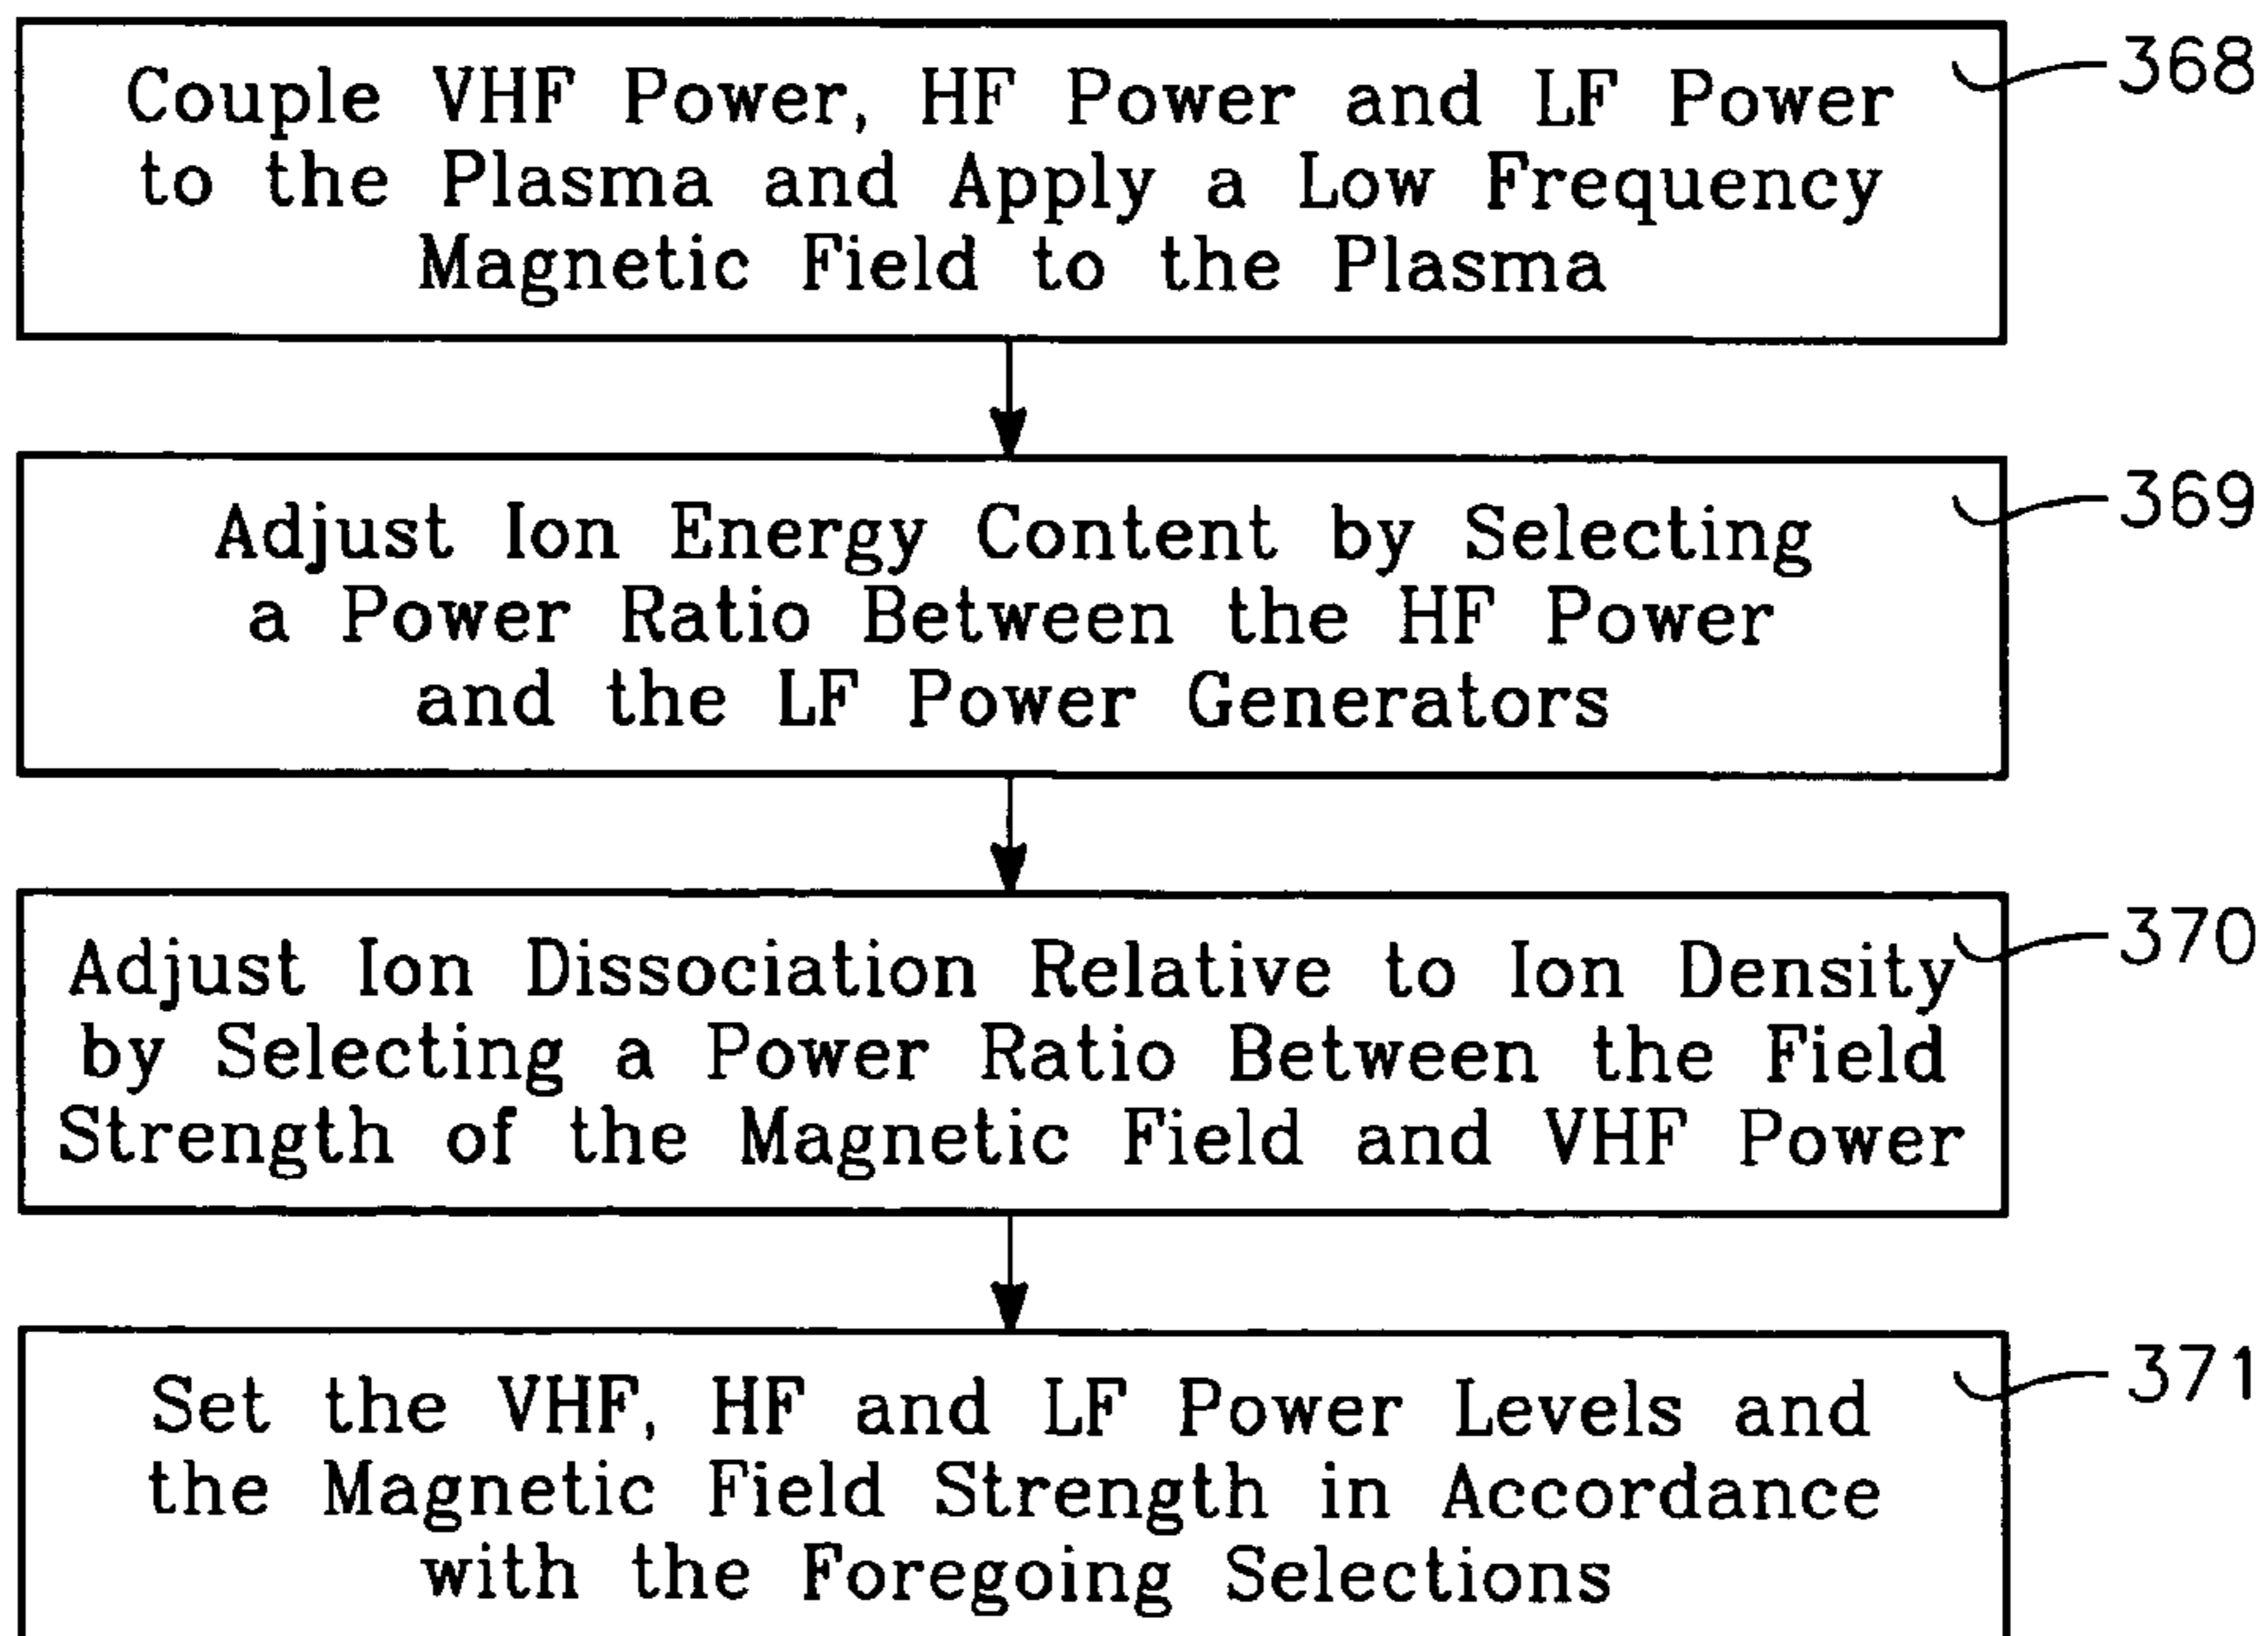 Couple VHF Power, HF Power and LF Power
to the Plasma and Apply a Low Frequency
Magnetic Field to the Plasma
368
Adjust Ion Energy Content by Selecting
a Power Ratio Between the HF Power
and the LF Power Generators
369
Adjust Ion Dissociation Relative to Ion Density
by Selecting a Power Ratio Between the Field
Strength of the Magnetic Field and VHF Power
370
Set the VHF, HF and LF Power Levels and
the Magnetic Field Strength in Accordance
with the Foregoing Selections
371